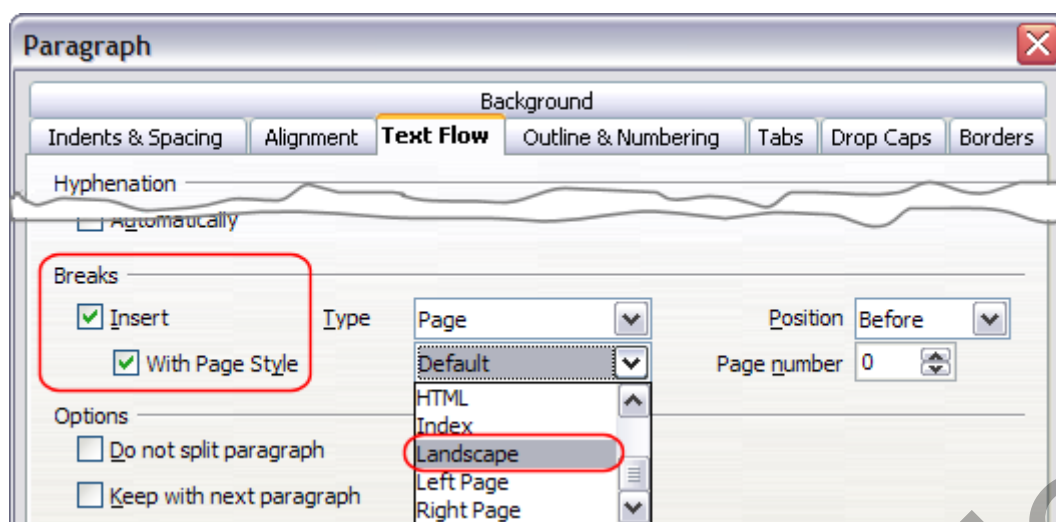 Paragraph
Background
Indents & Spacing Alignment Text Flow Outline & Numbering Tabs Drop Caps Borders
Hyphenation
Automatically
Breaks
Insert Type Page Position Before
With Page Style Default Page number 0
HTML
Index
Options
Do not split paragraph Landscape
Left Page
Keep with next paragraph Right Page